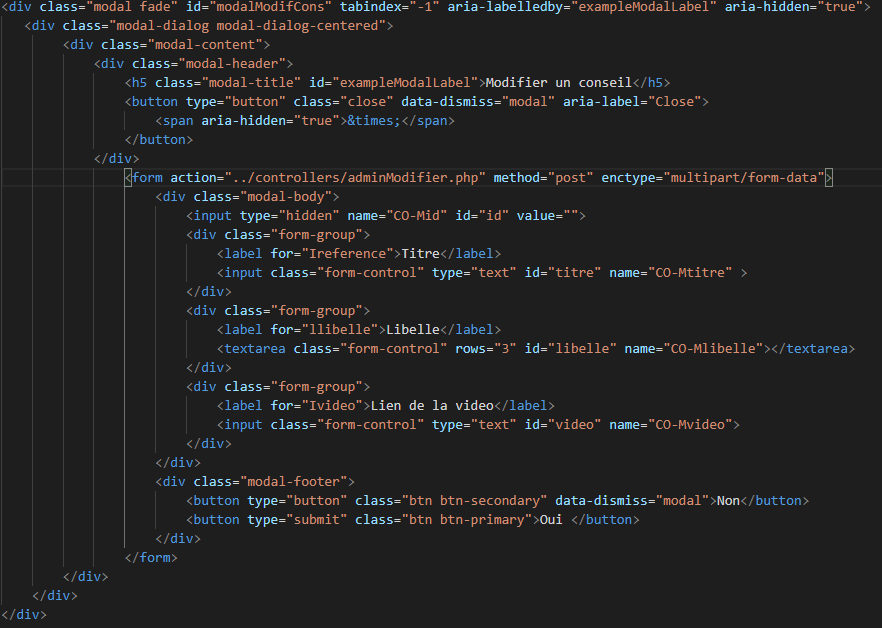 <div class="modal fade" id="modalModifCons" tabindex="-1" aria-labelledby="exampleModalLabel" aria-hidden="true">
<div class="modal-dialog modal-dialog-centered">
<div class="modal-content">
<div class="modal-header">
<h5 class="modal-title" id="exampleModalLabel">Modifier un conseil</h5>
<button type="button" class="close" data-dismiss="modal" aria-label="Close">
<span aria-hidden="true">&times;</span>
</button>
</div>
<form action="../controllers/adminModifier.php" method="post" enctype="multipart/form-data">
<div class="modal-body">
<input type="hidden" name="CO-Mid" id="id" value="">
<div class="form-group">
<label for="Ireference">Titre</label>
<input class="form-control" type="text" id="titre" name="CO-Mtitre" >
</div>
<div class="form-group">
<label for="llibelle">Libelle</label>
<textarea class="form-control" rows="3" id="libelle" name="CO-Mlibelle"></textarea>
</div>
<div class="form-group">
<label for="Ivideo">Lien de la video</label>
<input class="form-control" type="text" id="video" name="CO-Mvideo">
</div>
</div>
<div class="modal-footer">
<button type="button" class="btn btn-secondary" data-dismiss="modal">Non</button>
<button type="submit" class="btn btn-primary">Oui </button>
</div>
</form>
</div>
</div>
</div>